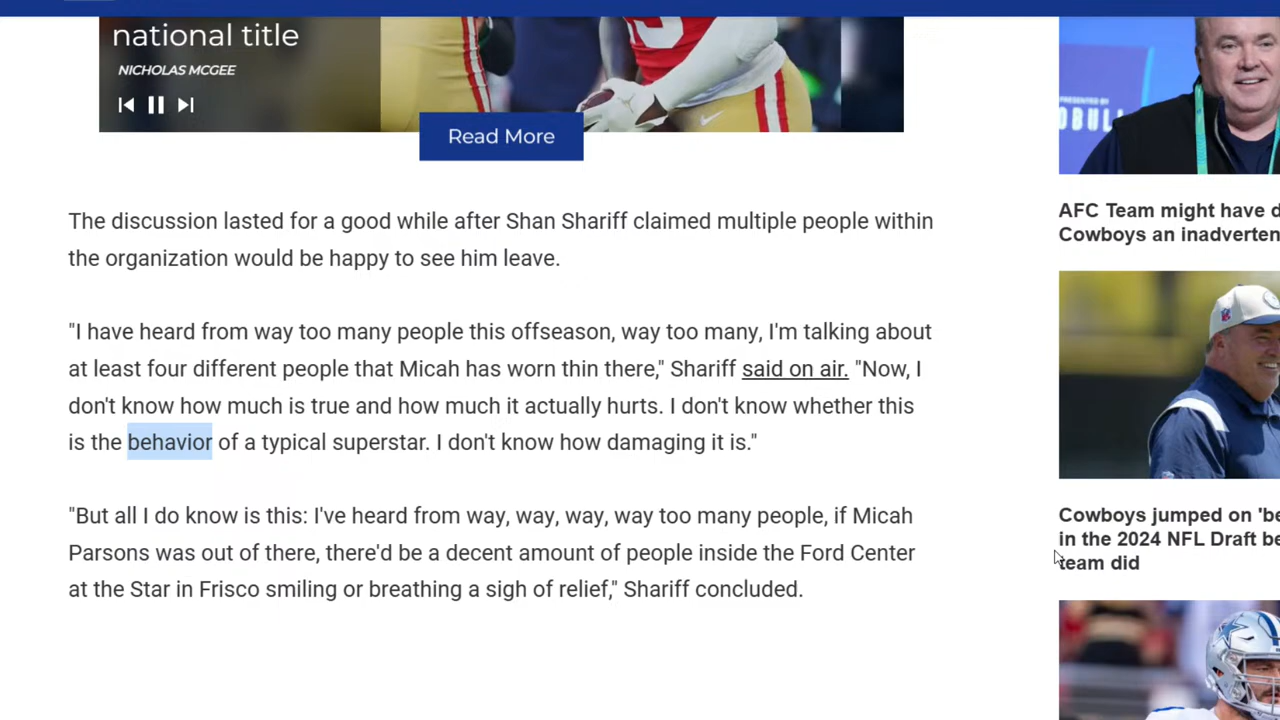 national title
NICHOLAS MCGEE
Read More
The discussion lasted for a good while after Shan Shariff claimed multiple people within
the organization would be happy to see him leave.
"I have heard from way too many people this offseason, way too many, I'm talking about
at least four different people that Micah has worn thin there," Shariff said on air. "Now, I
don't know how much is true and how much it actually hurts. I don't know whether this
is the behavior of a typical superstar. I don't know how damaging it is."
"But all I do know is this: I've heard from way, way, way, way too many people, if Micah
Parsons was out of there, there'd be a decent amount of people inside the Ford Center
at the Star in Frisco smiling or breathing a sigh of relief," Shariff concluded.
PRESENTED BY
AFC Team might have d
Cowboys an inadverten
Cowboys jumped on 'be
in the 2024 NFL Draft be
team did